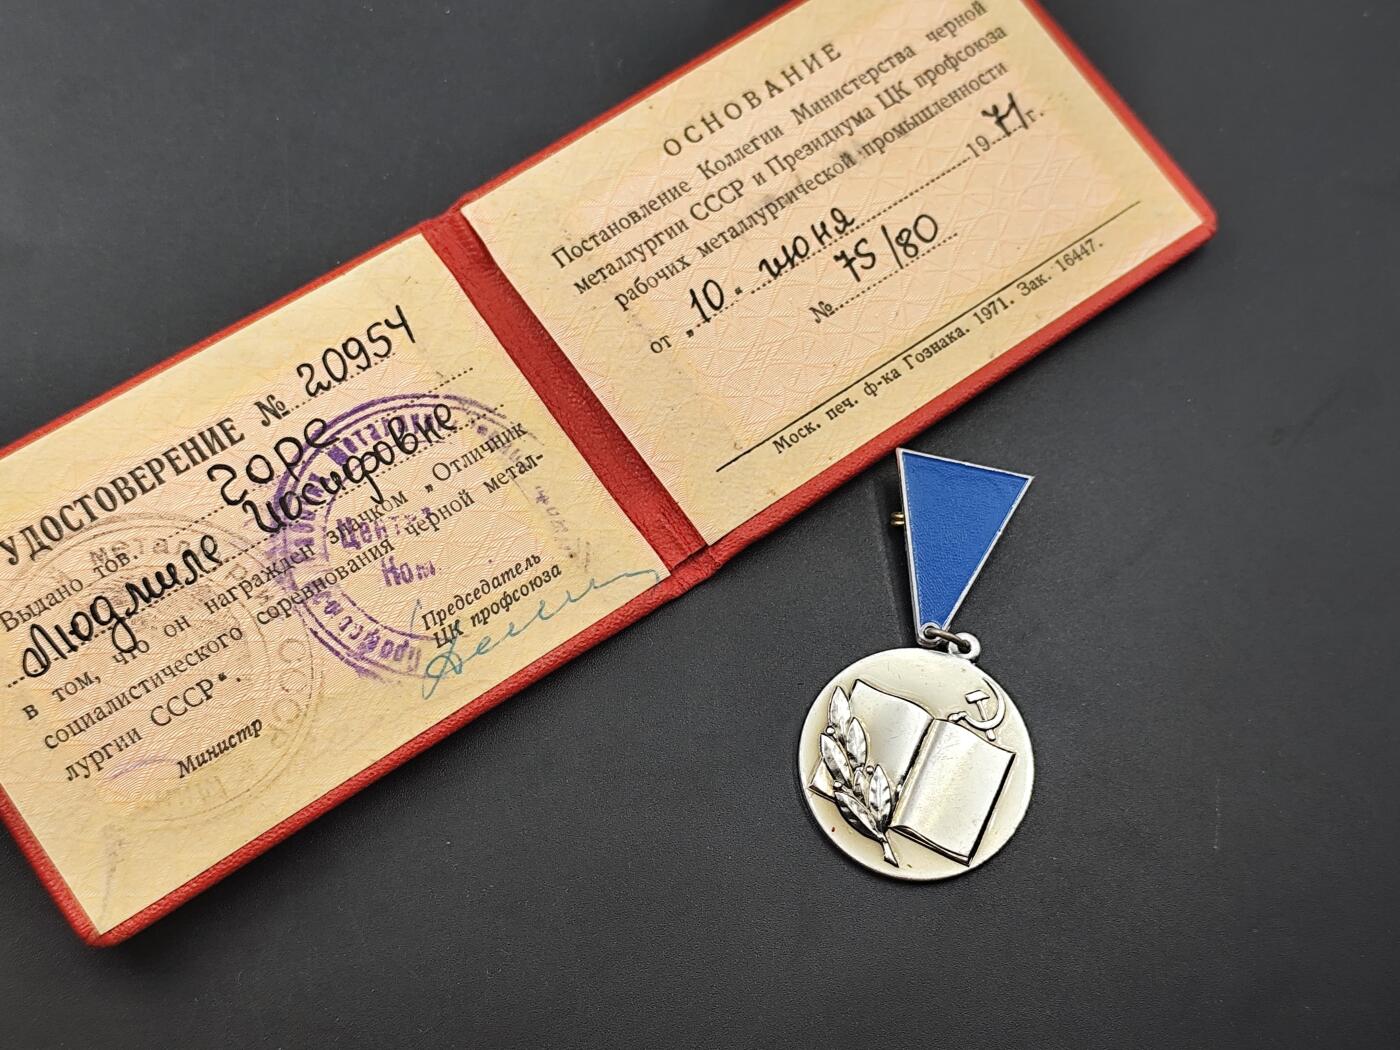 УДОСТОВЕРЕНИЕ № 20954
Выдано тов. Горе
Людмиле Иосифовне
в том, что он награжден значком „Отличник
социалистического соревнования черной метал-
лургии СССР“.
Министр
Председатель
ЦК профсоюза
ОСНОВАНИЕ
Постановление Коллегии Министерства черной
металлургии СССР и Президиума ЦК профсоюза
рабочих металлургической промышленности
от „10“ июня 1971г.
№ 75/80
Моск. печ. ф-ка Гознака. 1971. Зак. 16447.